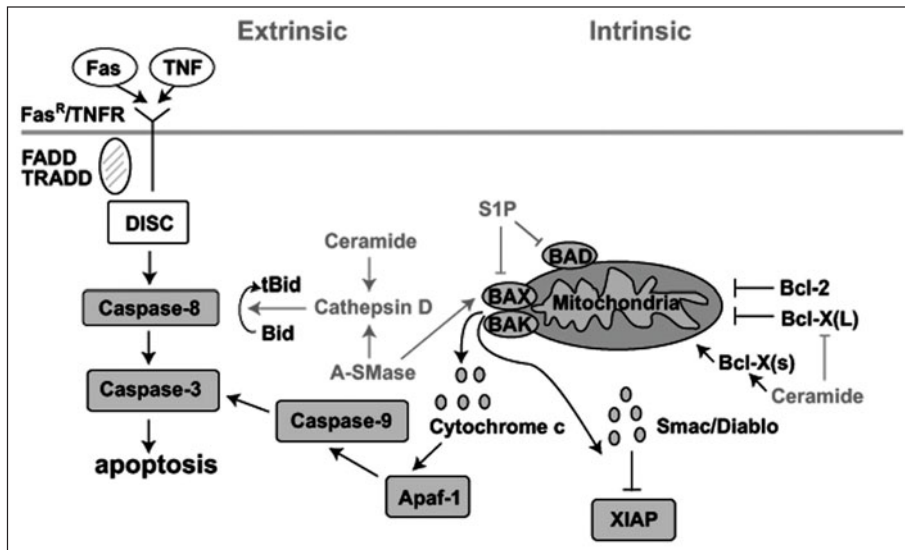 Extrinsic
Intrinsic
Fas
TNF
Fas^R/TNFR
FADD
TRADD
DISC
S1P
Ceramide
BAD
tBid
Cathepsin D
BAX
Mitochondria
Bcl-2
Caspase-8
Bid
BAK
Bcl-X(L)
A-SMase
Bcl-X(s)
Caspase-3
Ceramide
Caspase-9
Cytochrome c
Smac/Diablo
apoptosis
Apaf-1
XIAP